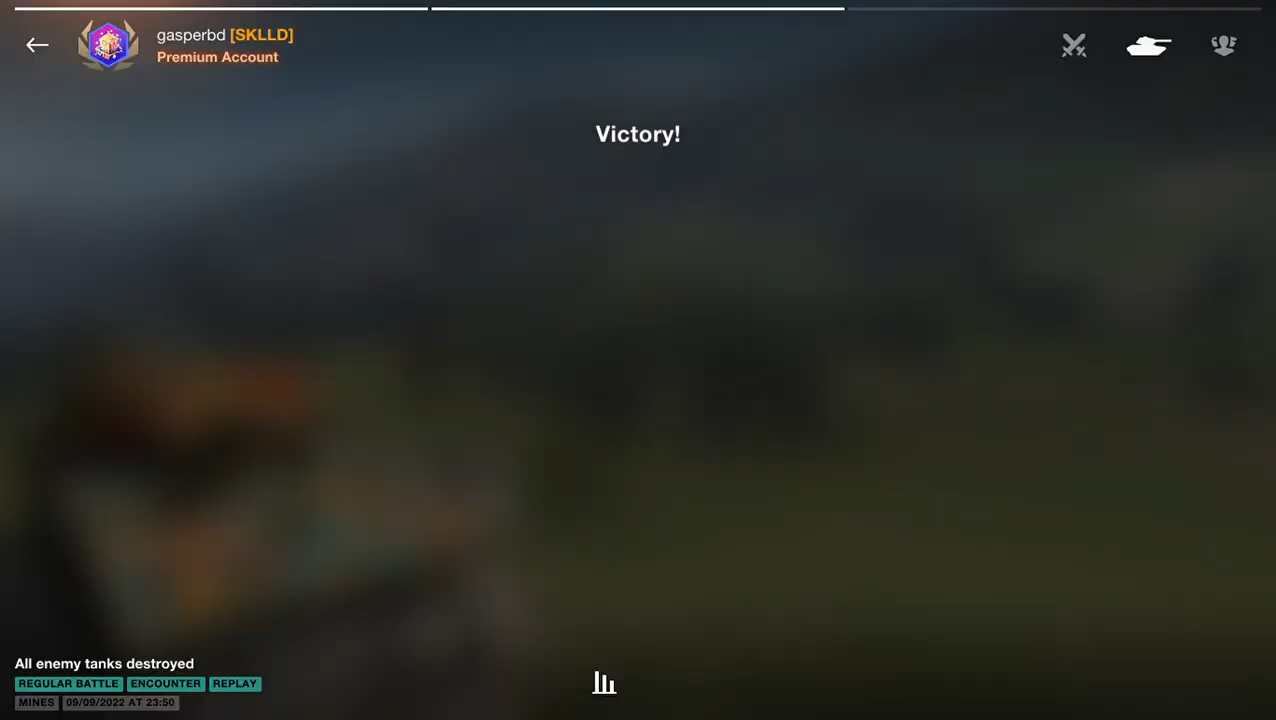 gasperbd [SKLLD]
Premium Account
Victory!
All enemy tanks destroyed
REGULAR BATTLE ENCOUNTER REPLAY
MINES 09/09/2022 AT 23:50